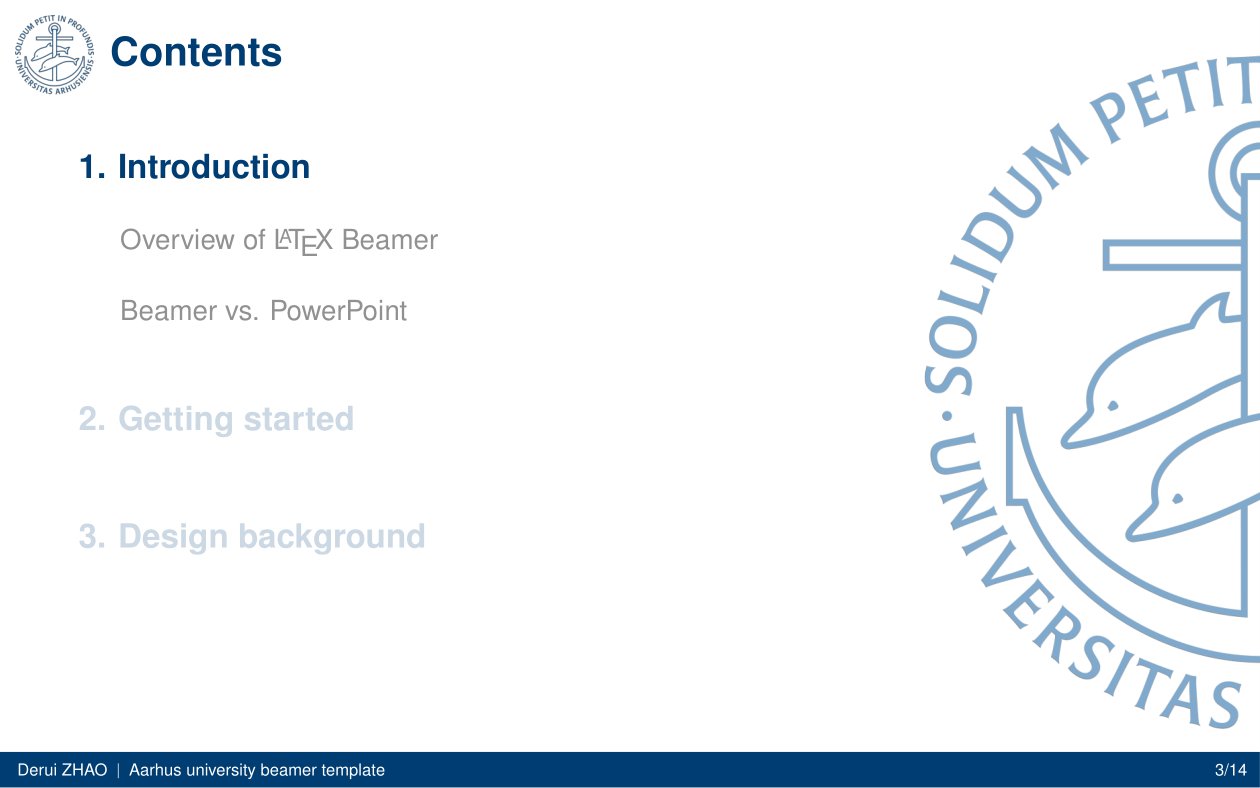 SOLIDUM PETIT IN PROFUNDIS · UNIVERSITAS ARHUSIENSIS ·
Contents
1. Introduction
Overview of LATEX Beamer
Beamer vs. PowerPoint
2. Getting started
3. Design background
SOLIDUM PETIT
· UNIVERSITAS
Derui ZHAO | Aarhus university beamer template
3/14